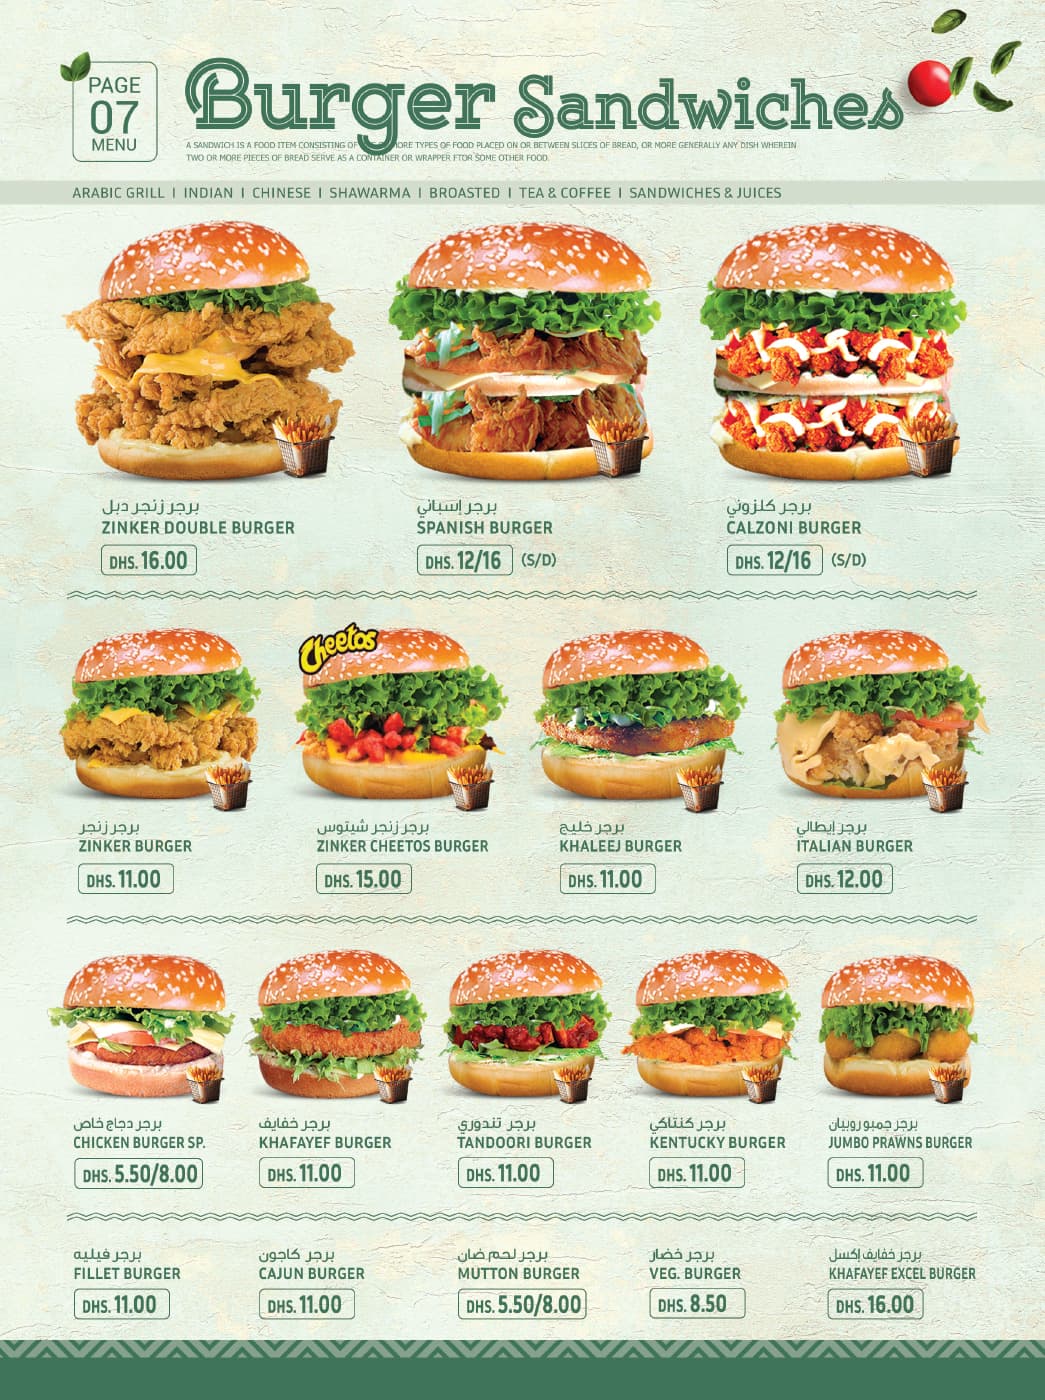 PAGE
07
MENU
Burger Sandwiches
A SANDWICH IS A FOOD ITEM CONSISTING OF ORE TYPES OF FOOD PLACED ON OR BETWEEN SLICES OF BREAD, OR MORE GENERALLY ANY DISH WHEREIN
TWO OR MORE PIECES OF BREAD SERVE AS A CONTAINER OR WRAPPER FTOR SOME OTHER FOOD.
ARABIC GRILL I INDIAN I CHINESE I SHAWARMA I BROASTED I TEA & COFFEE I SANDWICHES & JUICES
برجر زنجر دبل
ZINKER DOUBLE BURGER
DHS. 16.00
برجر إسباني
SPANISH BURGER
DHS. 12/16 (S/D)
برجر كلزوني
CALZONI BURGER
DHS. 12/16 (S/D)
برجر زنجر
ZINKER BURGER
DHS. 11.00
Cheetos
برجر زنجر شيتوس
ZINKER CHEETOS BURGER
DHS. 15.00
برجر خليج
KHALEEJ BURGER
DHS. 11.00
برجر إيطالي
ITALIAN BURGER
DHS. 12.00
برجر دجاج خاص
CHICKEN BURGER SP.
DHS. 5.50/8.00
برجر خفايف
KHAFAYEF BURGER
DHS. 11.00
برجر تندوري
TANDOORI BURGER
DHS. 11.00
برجر كنتاكي
KENTUCKY BURGER
DHS. 11.00
برجر جمبو روبيان
JUMBO PRAWNS BURGER
DHS. 11.00
برجر فيليه
FILLET BURGER
DHS. 11.00
برجر كاجون
CAJUN BURGER
DHS. 11.00
برجر لحم ضان
MUTTON BURGER
DHS. 5.50/8.00
برجر خضار
VEG. BURGER
DHS. 8.50
برجر خفايف إكسل
KHAFAYEF EXCEL BURGER
DHS. 16.00